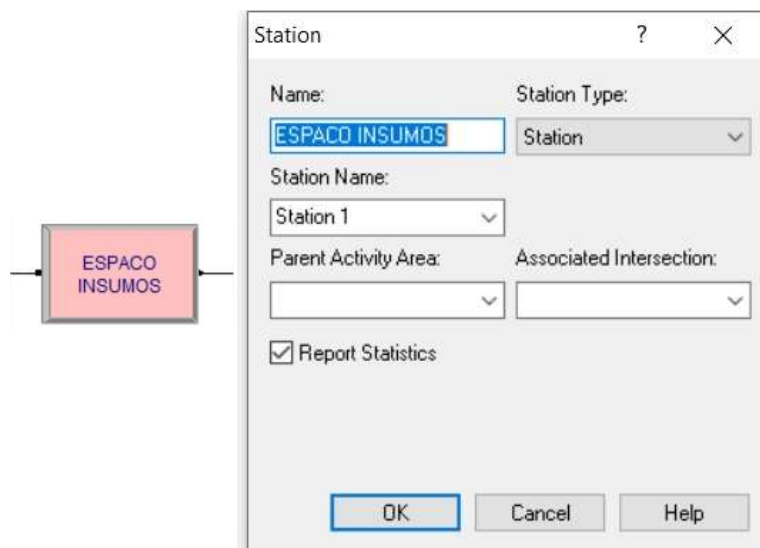 Station
?
Name:
Station Type:
ESPACO INSUMOS
Station
Station Name:
Station 1
ESPACO
INSUMOS
Parent Activity Area:
Associated Intersection:
Report Statistics
OK
Cancel
Help